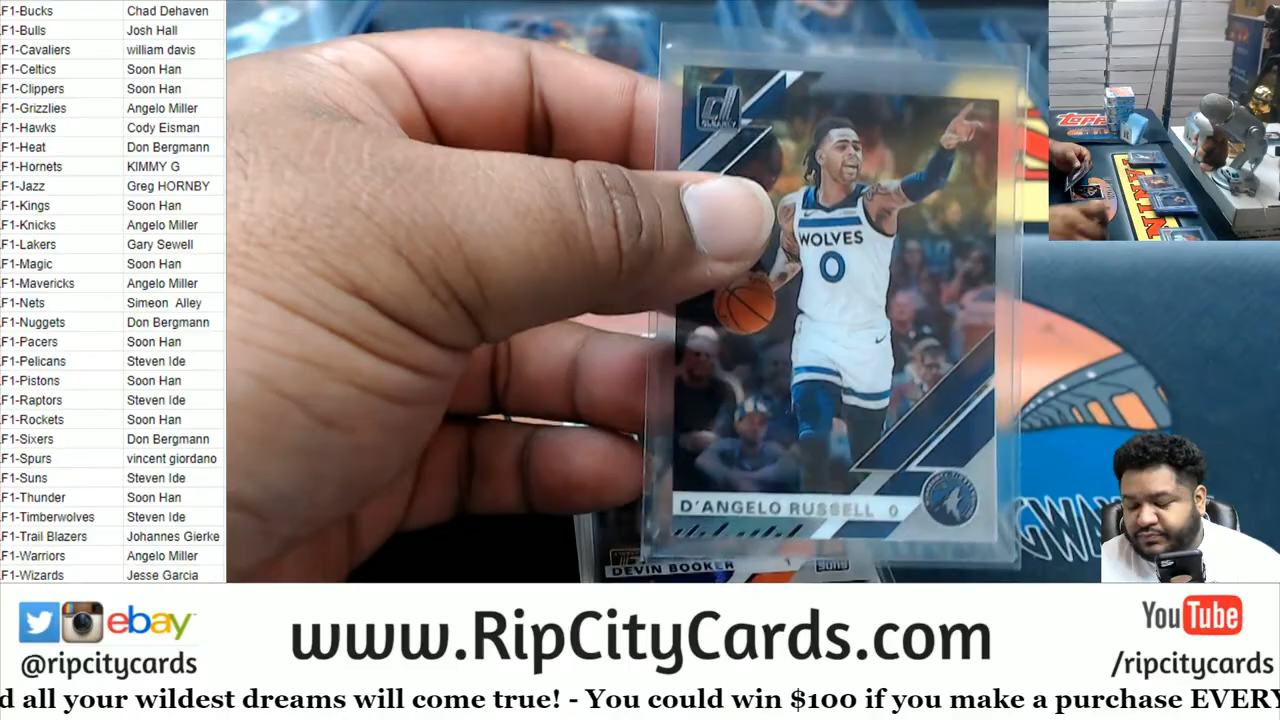 F1-Bucks Chad Dehaven
F1-Bulls Josh Hall
F1-Cavaliers william davis
F1-Celtics Soon Han
F1-Clippers Soon Han
F1-Grizzlies Angelo Miller
F1-Hawks Cody Eisman
F1-Heat Don Bergmann
F1-Hornets KIMMY G
F1-Jazz Greg HORNBY
F1-Kings Soon Han
F1-Knicks Angelo Miller
F1-Lakers Gary Sewell
F1-Magic Soon Han
F1-Mavericks Angelo Miller
F1-Nets Simeon Alley
F1-Nuggets Don Bergmann
F1-Pacers Soon Han
F1-Pelicans Steven Ide
F1-Pistons Soon Han
F1-Raptors Steven Ide
F1-Rockets Soon Han
F1-Sixers Don Bergmann
F1-Spurs vincent giordano
F1-Suns Steven Ide
F1-Thunder Soon Han
F1-Timberwolves Steven Ide
F1-Trail Blazers Johannes Gierke
F1-Warriors Angelo Miller
F1-Wizards Jesse Garcia
WOLVES
0
D'ANGELO RUSSELL 0
DEVIN BOOKER
SUNS
TOPPS
PANINI
ebay
@ripcitycards
www.RipCityCards.com
YouTube
/ripcitycards
d all your wildest dreams will come true! - You could win $100 if you make a purchase EVERY